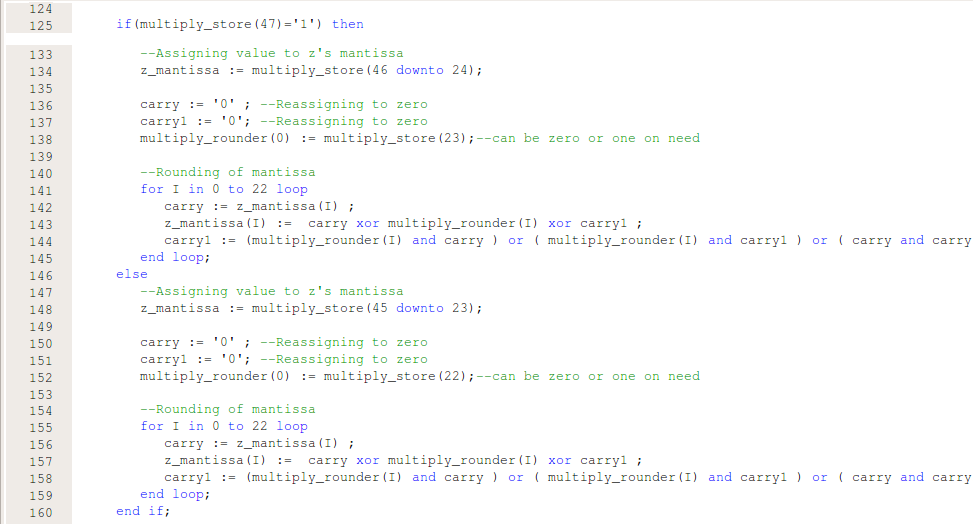 124
125 if(multiply_store(47)='1') then
133 --Assigning value to z's mantissa
134 z_mantissa := multiply_store(46 downto 24);
135
136 carry := '0' ; --Reassigning to zero
137 carry1 := '0'; --Reassigning to zero
138 multiply_rounder(0) := multiply_store(23);--can be zero or one on need
139
140 --Rounding of mantissa
141 for I in 0 to 22 loop
142 carry := z_mantissa(I) ;
143 z_mantissa(I) := carry xor multiply_rounder(I) xor carry1 ;
144 carry1 := (multiply_rounder(I) and carry ) or ( multiply_rounder(I) and carry1 ) or ( carry and carry
145 end loop;
146 else
147 --Assigning value to z's mantissa
148 z_mantissa := multiply_store(45 downto 23);
149
150 carry := '0' ; --Reassigning to zero
151 carry1 := '0'; --Reassigning to zero
152 multiply_rounder(0) := multiply_store(22);--can be zero or one on need
153
154 --Rounding of mantissa
155 for I in 0 to 22 loop
156 carry := z_mantissa(I) ;
157 z_mantissa(I) := carry xor multiply_rounder(I) xor carry1 ;
158 carry1 := (multiply_rounder(I) and carry ) or ( multiply_rounder(I) and carry1 ) or ( carry and carry
159 end loop;
160 end if;